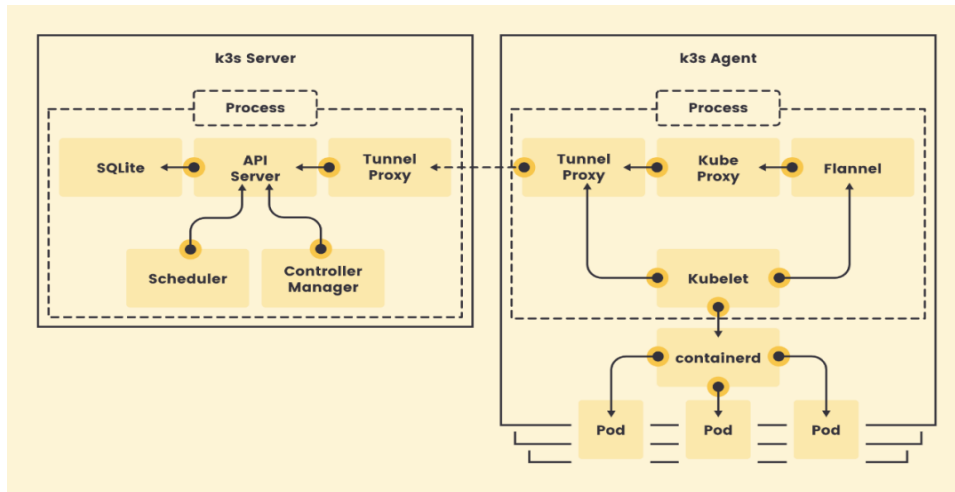 k3s Server
k3s Agent
Process
Process
SQLite
API
Server
Tunnel
Proxy
Tunnel
Proxy
Kube
Proxy
Flannel
Scheduler
Controller
Manager
Kubelet
containerd
Pod
Pod
Pod